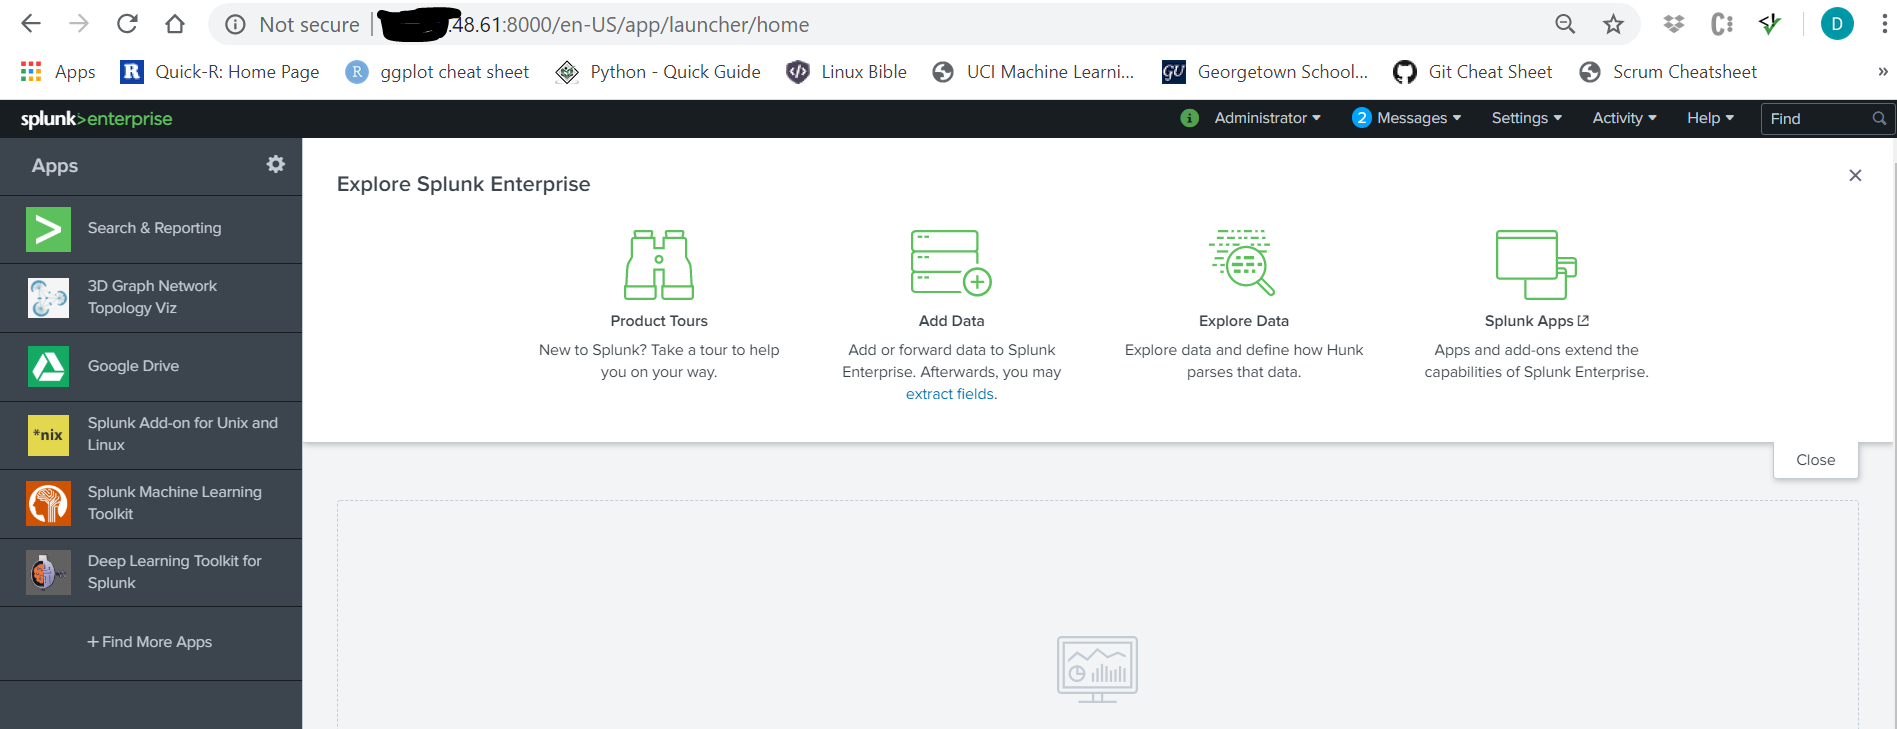 Not secure | .48.61:8000/en-US/app/launcher/home
D
Apps Quick-R: Home Page ggplot cheat sheet Python - Quick Guide Linux Bible UCI Machine Learni... Georgetown School... Git Cheat Sheet Scrum Cheatsheet »
splunk>enterprise
i Administrator 2 Messages Settings Activity Help Find
Apps
Search & Reporting
3D Graph Network
Topology Viz
Google Drive
*nix
Splunk Add-on for Unix and
Linux
Splunk Machine Learning
Toolkit
Deep Learning Toolkit for
Splunk
+ Find More Apps
Explore Splunk Enterprise
Product Tours
New to Splunk? Take a tour to help
you on your way.
Add Data
Add or forward data to Splunk
Enterprise. Afterwards, you may
extract fields.
Explore Data
Explore data and define how Hunk
parses that data.
Splunk Apps
Apps and add-ons extend the
capabilities of Splunk Enterprise.
Close